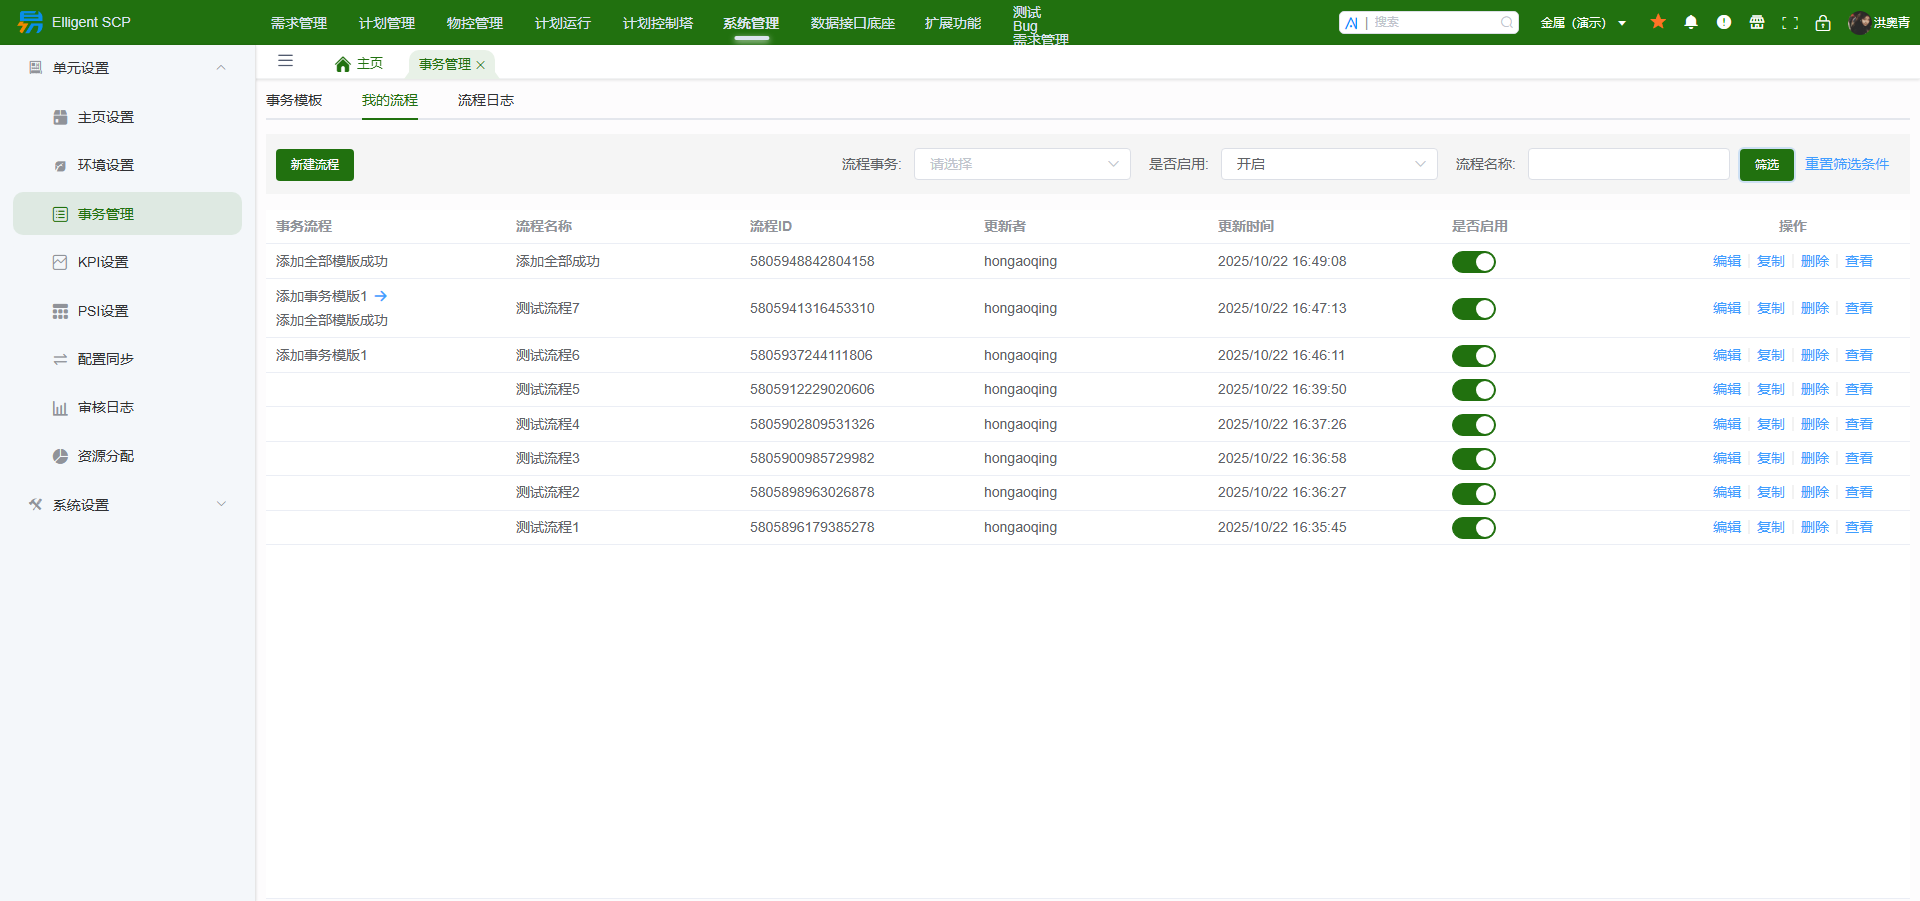 Elligent SCP
需求管理 计划管理 物控管理 计划运行 计划控制塔 系统管理 数据接口底座 扩展功能
测试
Bug
需求管理
AI | 搜索
金属（演示）
洪奥青
单元设置
主页设置
环境设置
事务管理
KPI设置
PSI设置
配置同步
审核日志
资源分配
系统设置
主页 事务管理
事务模板 我的流程 流程日志
新建流程 流程事务: 请选择 是否启用: 开启 流程名称: 筛选 重置筛选条件
事务流程 流程名称 流程ID 更新者 更新时间 是否启用 操作
添加全部模版成功 添加全部成功 5805948842804158 hongaoqing 2025/10/22 16:49:08 编辑 复制 删除 查看
添加事务模版1 →
添加全部模版成功 测试流程7 5805941316453310 hongaoqing 2025/10/22 16:47:13 编辑 复制 删除 查看
添加事务模版1 测试流程6 5805937244111806 hongaoqing 2025/10/22 16:46:11 编辑 复制 删除 查看
测试流程5 5805912229020606 hongaoqing 2025/10/22 16:39:50 编辑 复制 删除 查看
测试流程4 5805902809531326 hongaoqing 2025/10/22 16:37:26 编辑 复制 删除 查看
测试流程3 5805900985729982 hongaoqing 2025/10/22 16:36:58 编辑 复制 删除 查看
测试流程2 5805898963026878 hongaoqing 2025/10/22 16:36:27 编辑 复制 删除 查看
测试流程1 5805896179385278 hongaoqing 2025/10/22 16:35:45 编辑 复制 删除 查看